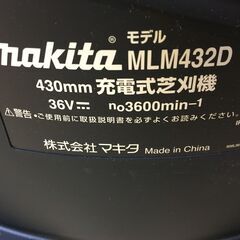 モデル
makita MLM432D
430mm 充電式芝刈機
36V⎓ no3600min-1
⚠警告・ご使用前に取扱説明書を必ずよくお読みください。
株式会社マキタ Made in China